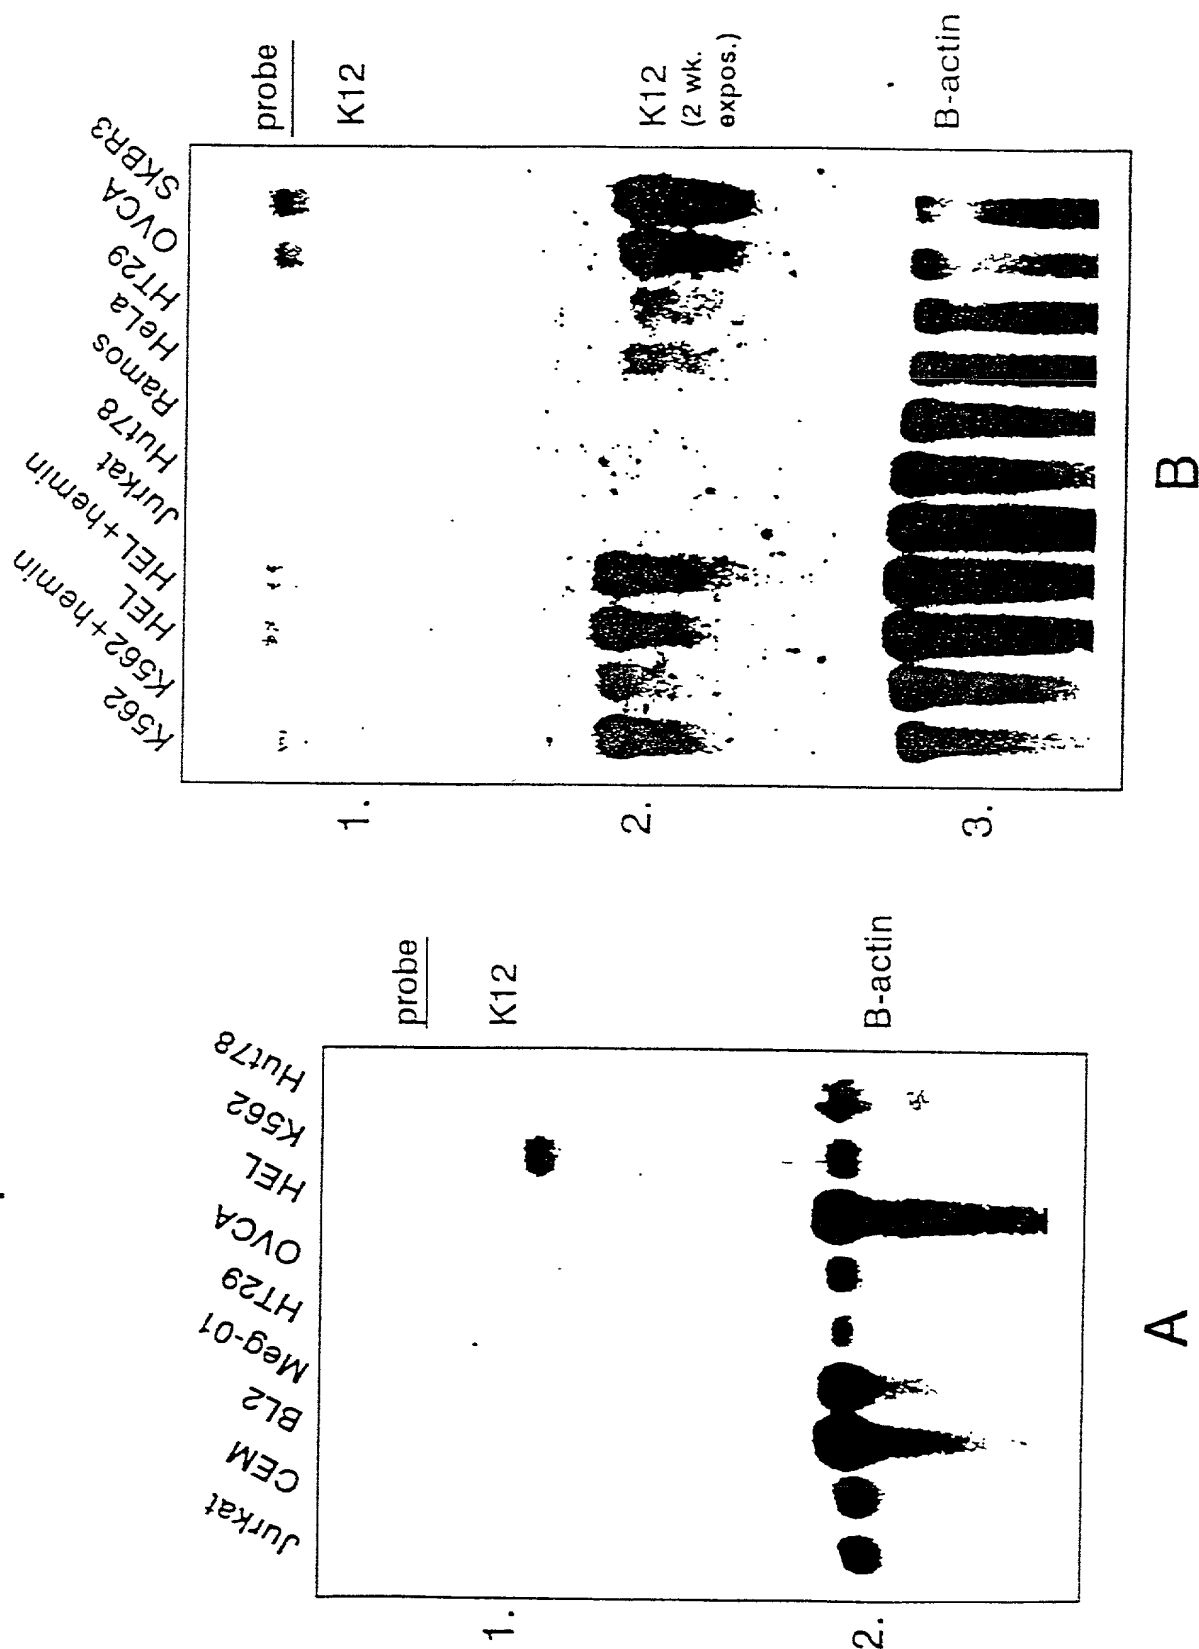 Jurkat
CEM
BL2
Meg-01
HT29
OVCA
HEL
K562
Hut78
probe
1.
K12
2.
B-actin
A
K562
K562+hemin
HEL
HEL+hemin
Jurkat
Hut78
Ramos
HeLa
HT29
OVCA
SKBR3
probe
1.
K12
2.
K12
(2 wk.
expos.)
3.
B-actin
B